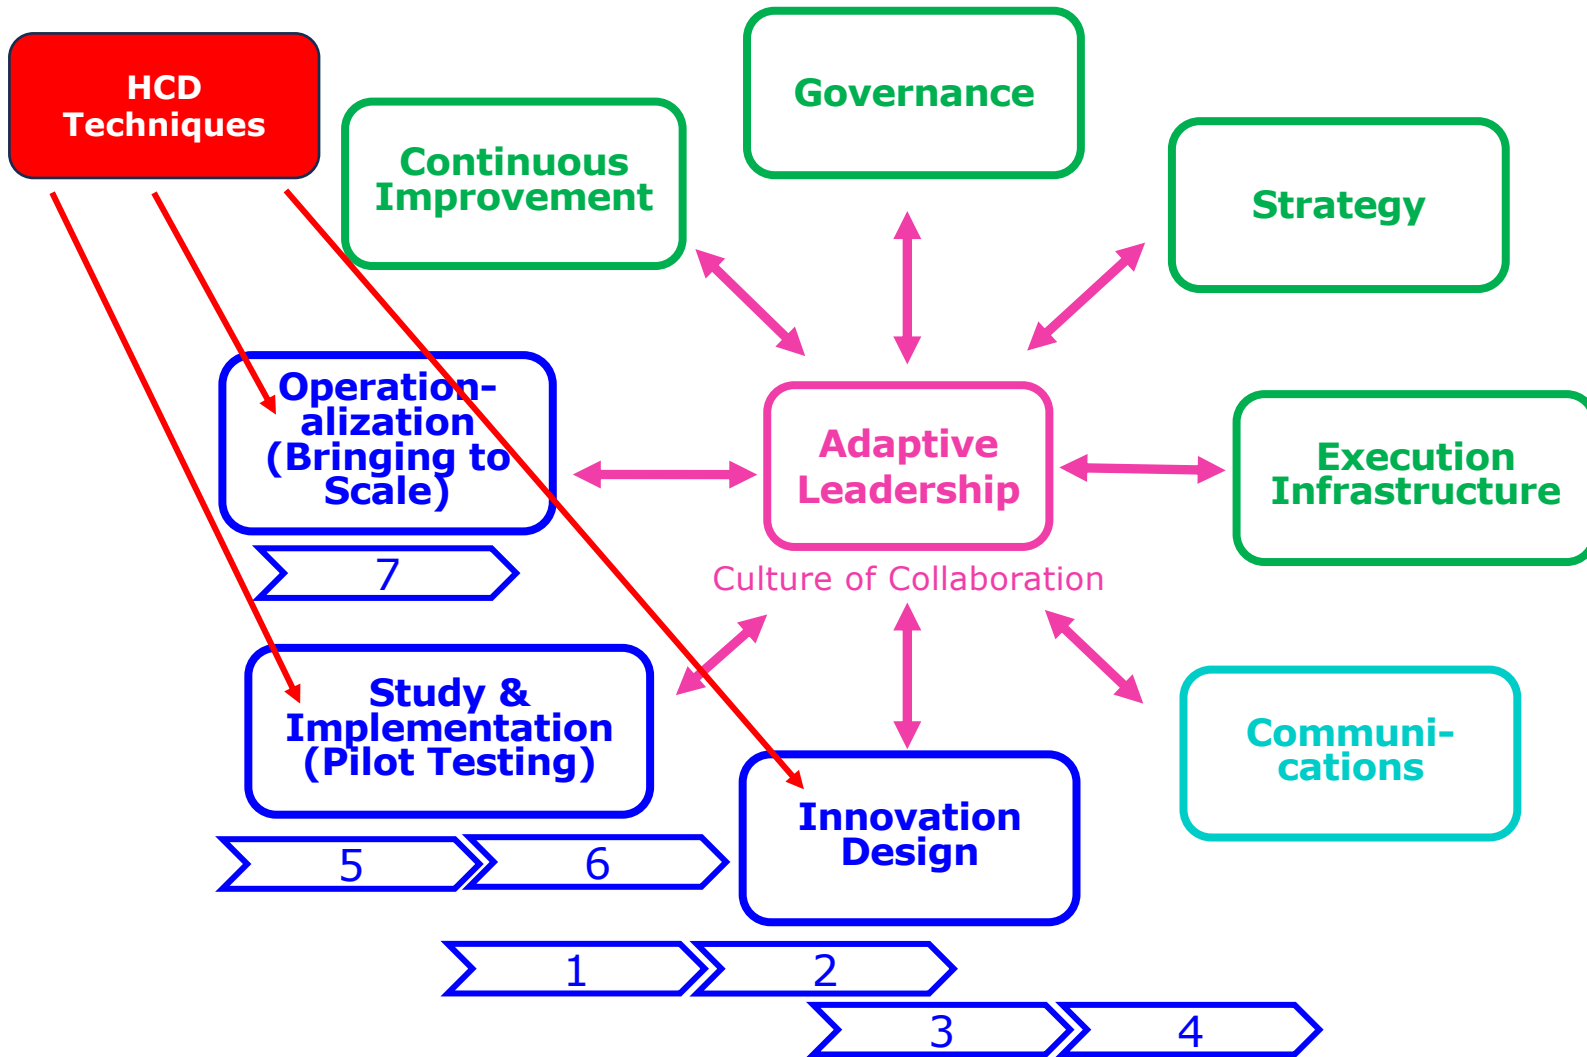 HCD
Techniques
Governance
Continuous
Improvement
Strategy
Operation-
alization
(Bringing to
Scale)
Adaptive
Leadership
Execution
Infrastructure
7
Culture of Collaboration
Study &
Implementation
(Pilot Testing)
Communi-
cations
Innovation
Design
5
6
1
2
3
4